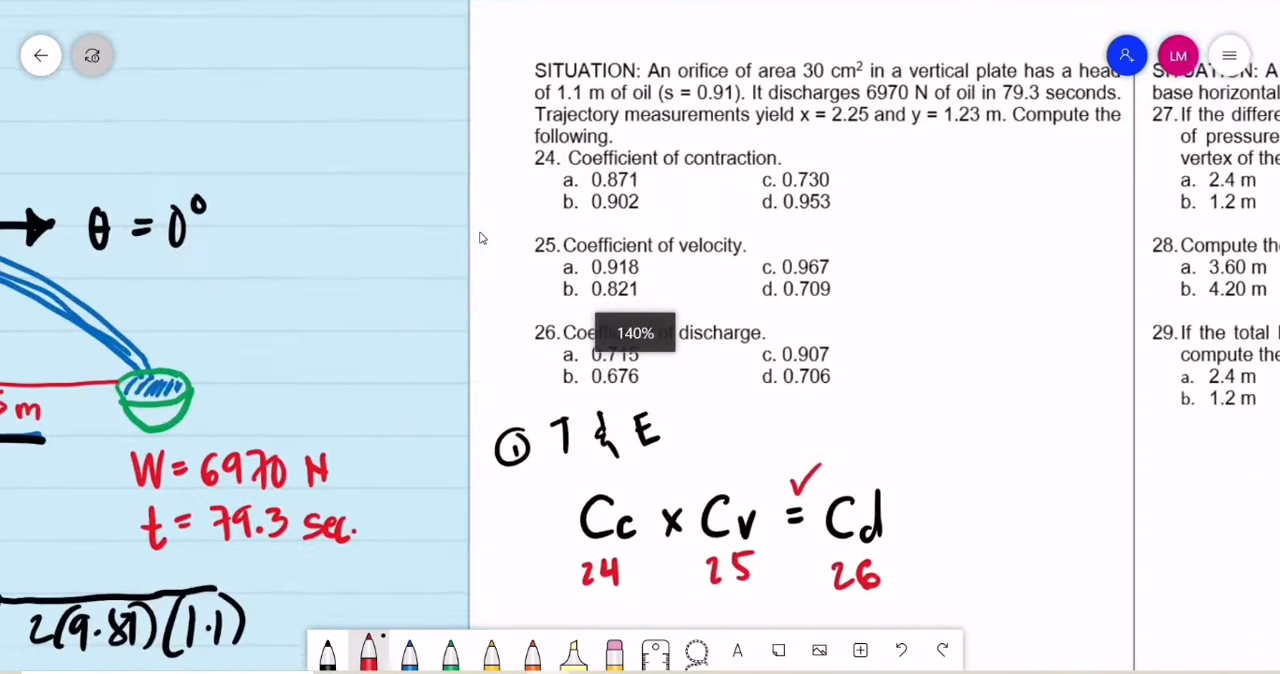 θ = 0°
5 m
W = 6970 N
t = 79.3 sec.
2(9.81)(1.1)
LM
SITUATION: An orifice of area 30 cm² in a vertical plate has a head
of 1.1 m of oil (s = 0.91). It discharges 6970 N of oil in 79.3 seconds.
Trajectory measurements yield x = 2.25 and y = 1.23 m. Compute the
following.
24. Coefficient of contraction.
a. 0.871 c. 0.730
b. 0.902 d. 0.953
25. Coefficient of velocity.
a. 0.918 c. 0.967
b. 0.821 d. 0.709
26. Coe discharge.
140%
a. 0.715 c. 0.907
b. 0.676 d. 0.706
① T & E
Cc x Cv = Cd
24 25 26
A
base horizontal
27. If the differe
of pressure
vertex of the
a. 2.4 m
b. 1.2 m
28. Compute the
a. 3.60 m
b. 4.20 m
29. If the total
compute the
a. 2.4 m
b. 1.2 m
A